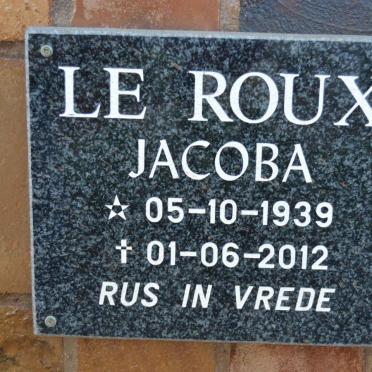 LE ROUX
JACOBA
☆ 05-10-1939
✝ 01-06-2012
RUS IN VREDE